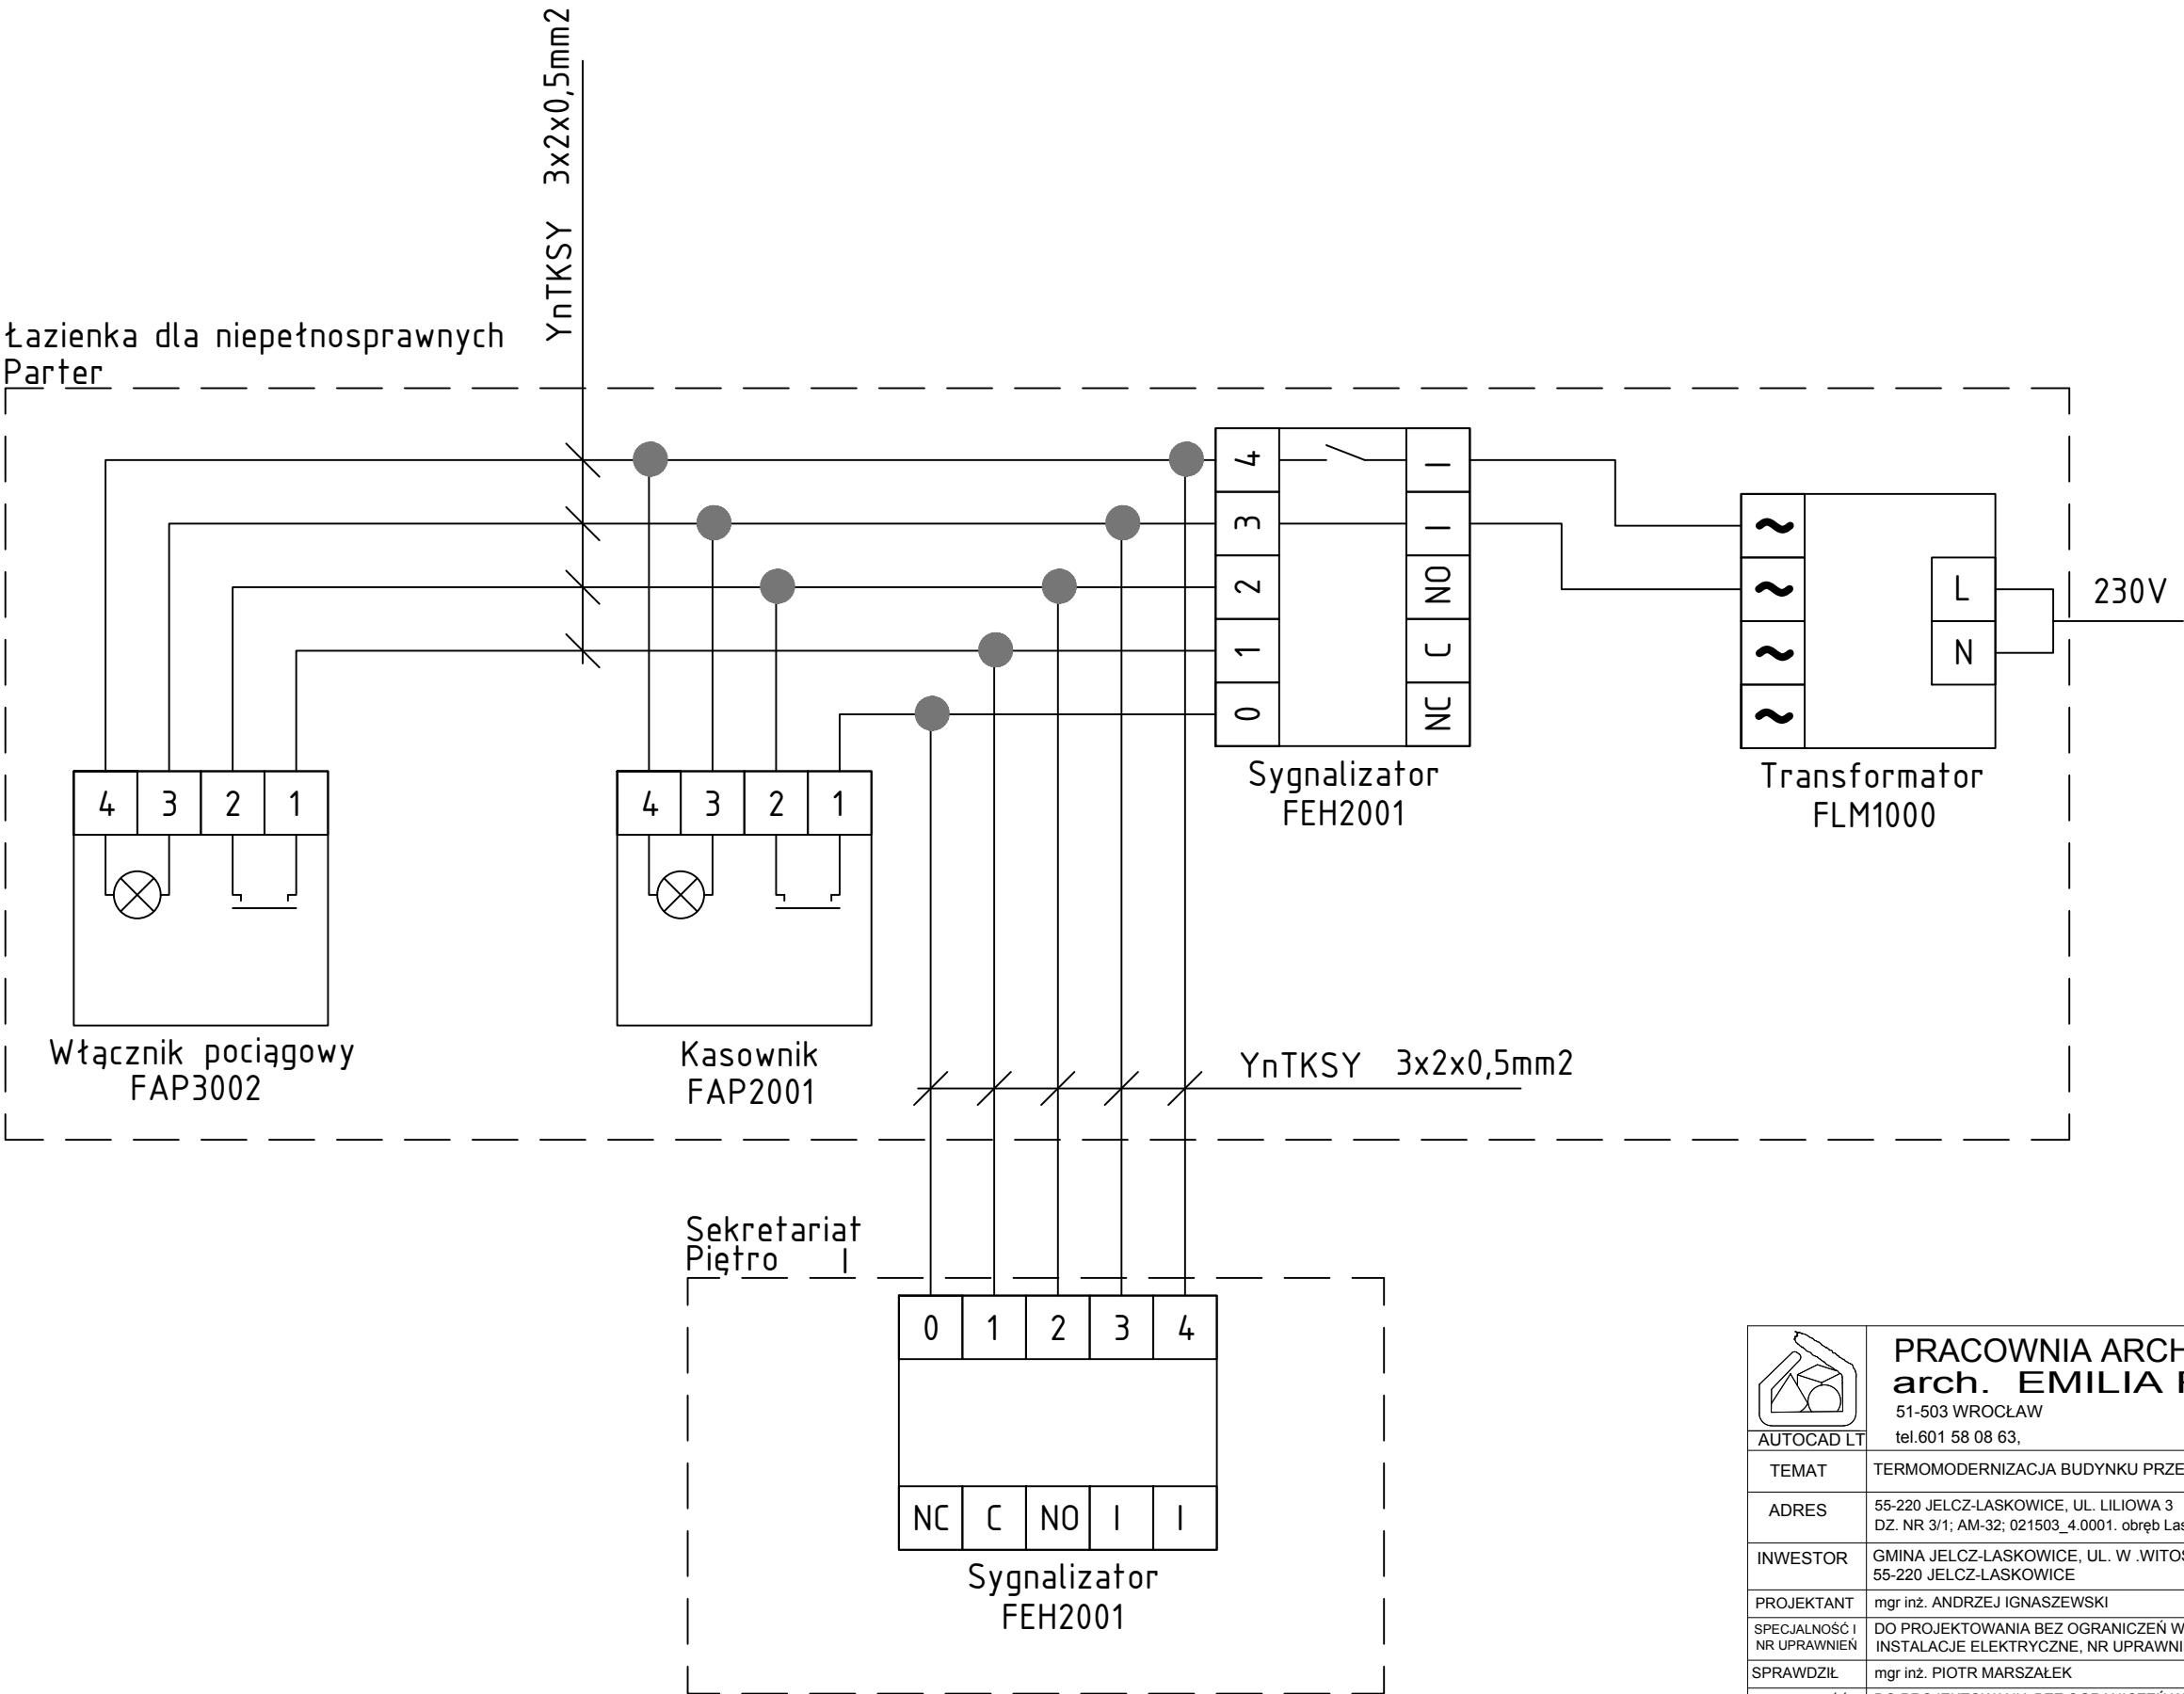 YnTKSY 3x2x0,5mm2
Łazienka dla niepełnosprawnych
Parter
4 I
3 I
2 NO
1 C
0 NC
Sygnalizator
FEH2001
~
~
~
~
L
N
230V
Transformator
FLM1000
4 3 2 1
Włącznik pociągowy
FAP3002
4 3 2 1
Kasownik
FAP2001
YnTKSY 3x2x0,5mm2
Sekretariat
Piętro I
0 1 2 3 4
NC C NO I I
Sygnalizator
FEH2001
PRACOWNIA ARCH
arch. EMILIA
51-503 WROCŁAW
AUTOCAD LT tel.601 58 08 63,
TEMAT TERMOMODERNIZACJA BUDYNKU PRZE
ADRES 55-220 JELCZ-LASKOWICE, UL. LILIOWA 3
DZ. NR 3/1; AM-32; 021503_4.0001. obręb Las
INWESTOR GMINA JELCZ-LASKOWICE, UL. W .WITOS
55-220 JELCZ-LASKOWICE
PROJEKTANT mgr inż. ANDRZEJ IGNASZEWSKI
SPECJALNOŚĆ I DO PROJEKTOWANIA BEZ OGRANICZEŃ W
NR UPRAWNIEŃ INSTALACJE ELEKTRYCZNE, NR UPRAWNI
SPRAWDZIŁ mgr inż. PIOTR MARSZAŁEK